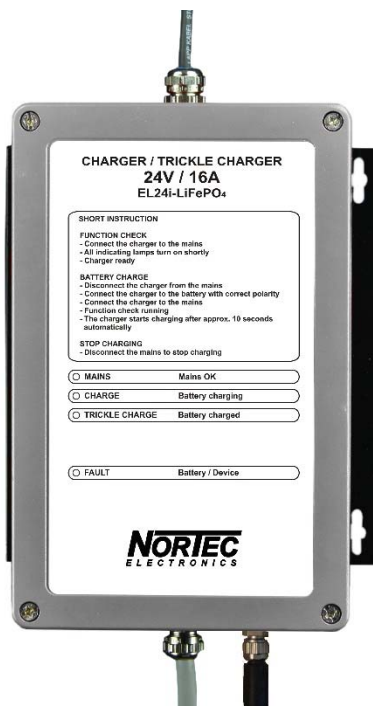 CHARGER / TRICKLE CHARGER
24V / 16A
EL24i-LiFePO4
SHORT INSTRUCTION
FUNCTION CHECK
- Connect the charger to the mains
- All indicating lamps turn on shortly
- Charger ready
BATTERY CHARGE
- Disconnect the charger from the mains
- Connect the charger to the battery with correct polarity
- Connect the charger to the mains
- Function check running
- The charger starts charging after approx. 10 seconds
automatically
STOP CHARGING
- Disconnect the mains to stop charging
MAINS Mains OK
CHARGE Battery charging
TRICKLE CHARGE Battery charged
FAULT Battery / Device
NORTEC
ELECTRONICS